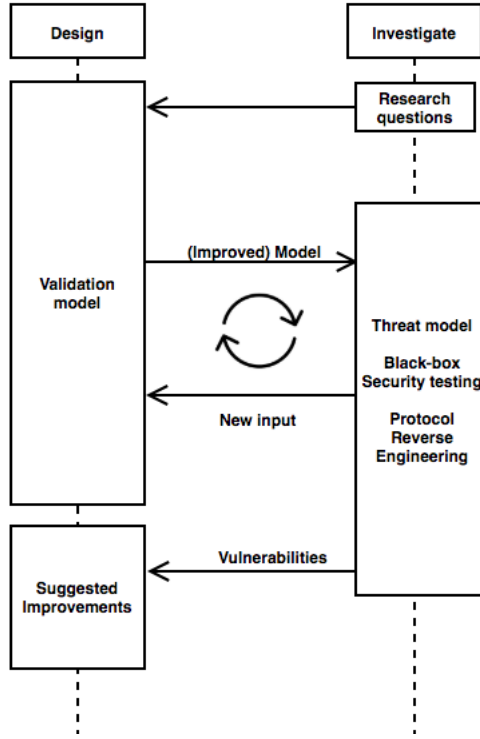 Design
Investigate
Research
questions
(Improved) Model
Validation
model
Threat model
Black-box
Security testing
Protocol
Reverse
Engineering
New input
Vulnerabilities
Suggested
Improvements